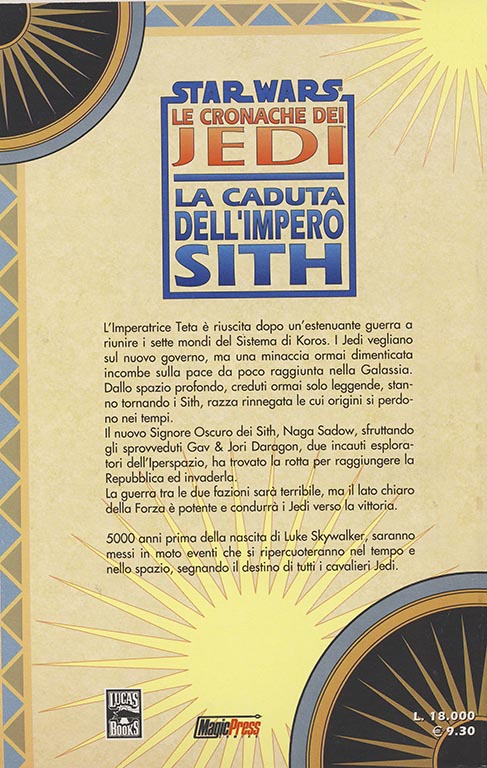 STAR WARS®
LE CRONACHE DEI
JEDI™
LA CADUTA
DELL'IMPERO
SITH
L'Imperatrice Teta è riuscita dopo un'estenuante guerra a
riunire i sette mondi del Sistema di Koros. I Jedi vegliano
sul nuovo governo, ma una minaccia ormai dimenticata
incombe sulla pace da poco raggiunta nella Galassia.
Dallo spazio profondo, creduti ormai solo leggende, stan-
no tornando i Sith, razza rinnegata le cui origini si perdo-
no nei tempi.
Il nuovo Signore Oscuro dei Sith, Naga Sadow, sfruttando
gli sprovveduti Gav & Jori Daragon, due incauti esplora-
tori dell'Iperspazio, ha trovato la rotta per raggiungere la
Repubblica ed invaderla.
La guerra tra le due fazioni sarà terribile, ma il lato chiaro
della Forza è potente e condurrà i Jedi verso la vittoria.
5000 anni prima della nascita di Luke Skywalker, saranno
messi in moto eventi che si ripercuoteranno nel tempo e
nello spazio, segnando il destino di tutti i cavalieri Jedi.
LUCAS
BOOKS
MagicPress
L. 18.000
€ 9.30